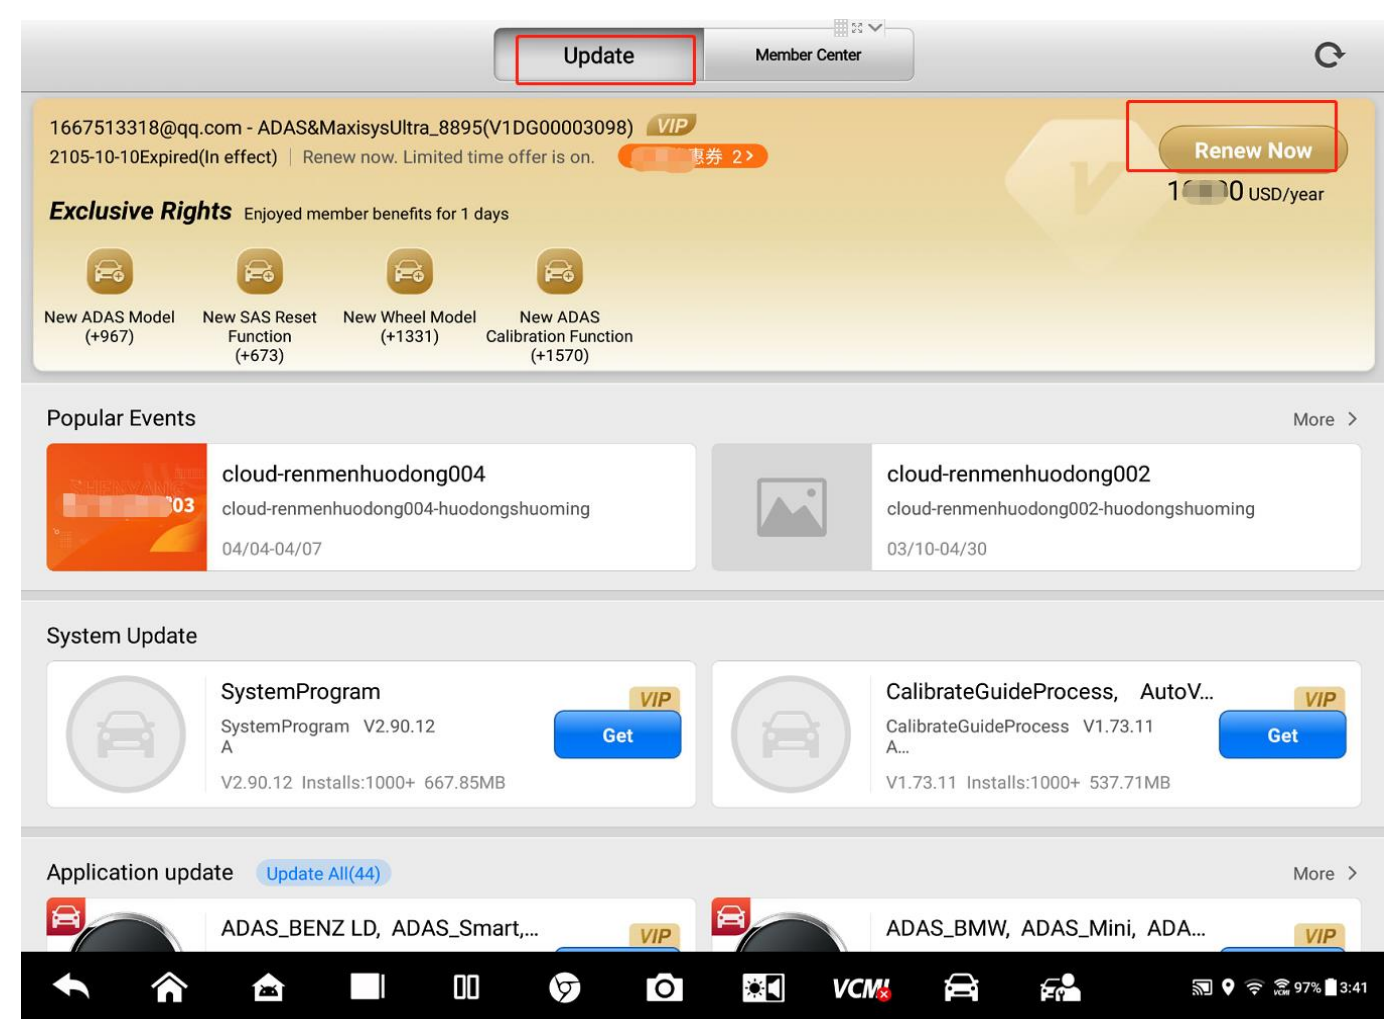 Update
Member Center
1667513318@qq.com - ADAS&MaxisysUltra_8895(V1DG00003098) VIP
2105-10-10Expired(In effect) | Renew now. Limited time offer is on. 惠券 2>
Renew Now
USD/year
Exclusive Rights Enjoyed member benefits for 1 days
New ADAS Model
(+967)
New SAS Reset
Function
(+673)
New Wheel Model
(+1331)
New ADAS
Calibration Function
(+1570)
Popular Events
More >
03
cloud-renmenhuodong004
cloud-renmenhuodong004-huodongshuoming
04/04-04/07
cloud-renmenhuodong002
cloud-renmenhuodong002-huodongshuoming
03/10-04/30
System Update
SystemProgram
VIP
SystemProgram V2.90.12
A
Get
V2.90.12 Installs:1000+ 667.85MB
CalibrateGuideProcess, AutoV...
VIP
CalibrateGuideProcess V1.73.11
A...
Get
V1.73.11 Installs:1000+ 537.71MB
Application update Update All(44)
More >
ADAS_BENZ LD, ADAS_Smart,...
VIP
ADAS_BMW, ADAS_Mini, ADA...
VIP
VCMI
VCMI
97% 3:41